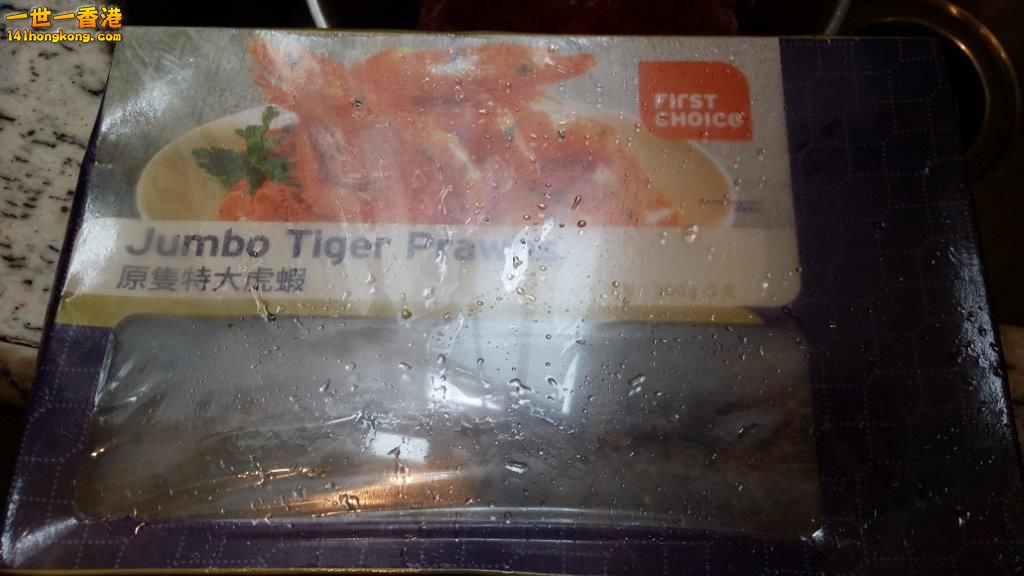 一世一香港
141hongkong.com
FIRST
CHOICE
Jumbo Tiger Prawns
原隻特大虎蝦